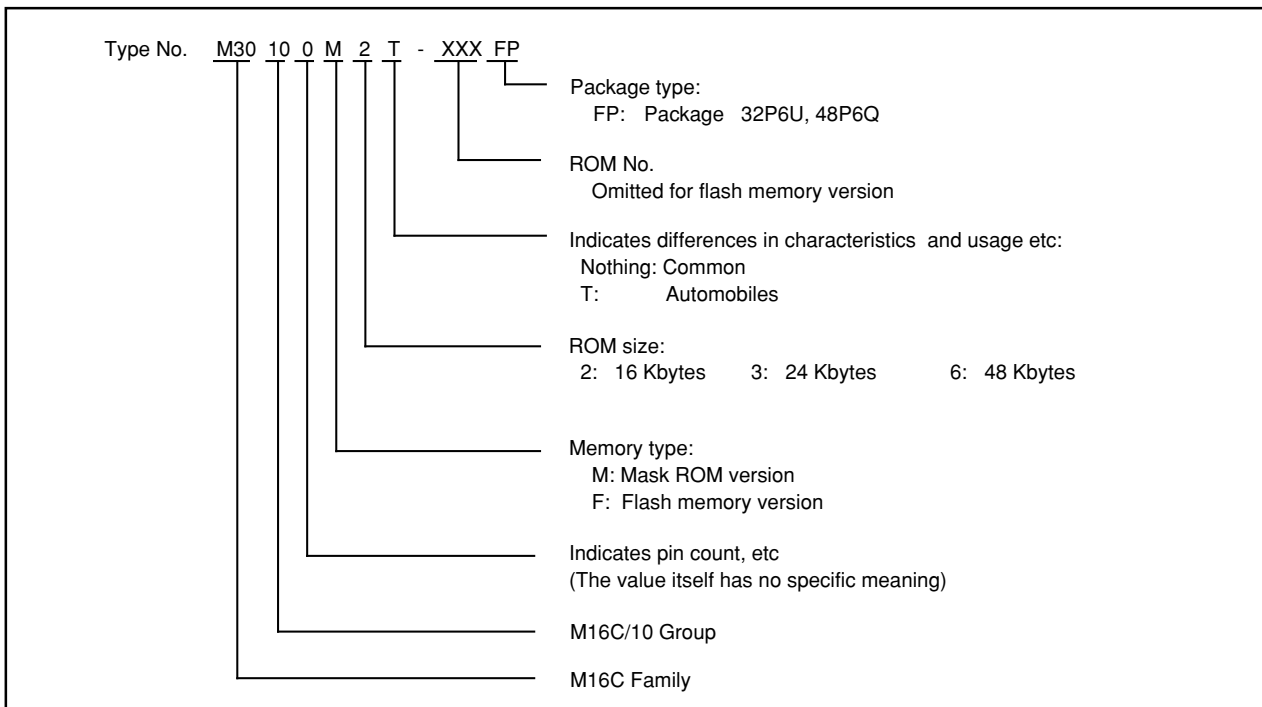 Type No. M30 10 0 M 2 T - XXX FP
Package type:
FP: Package 32P6U, 48P6Q
ROM No.
Omitted for flash memory version
Indicates differences in characteristics and usage etc:
Nothing: Common
T: Automobiles
ROM size:
2: 16 Kbytes 3: 24 Kbytes 6: 48 Kbytes
Memory type:
M: Mask ROM version
F: Flash memory version
Indicates pin count, etc
(The value itself has no specific meaning)
M16C/10 Group
M16C Family